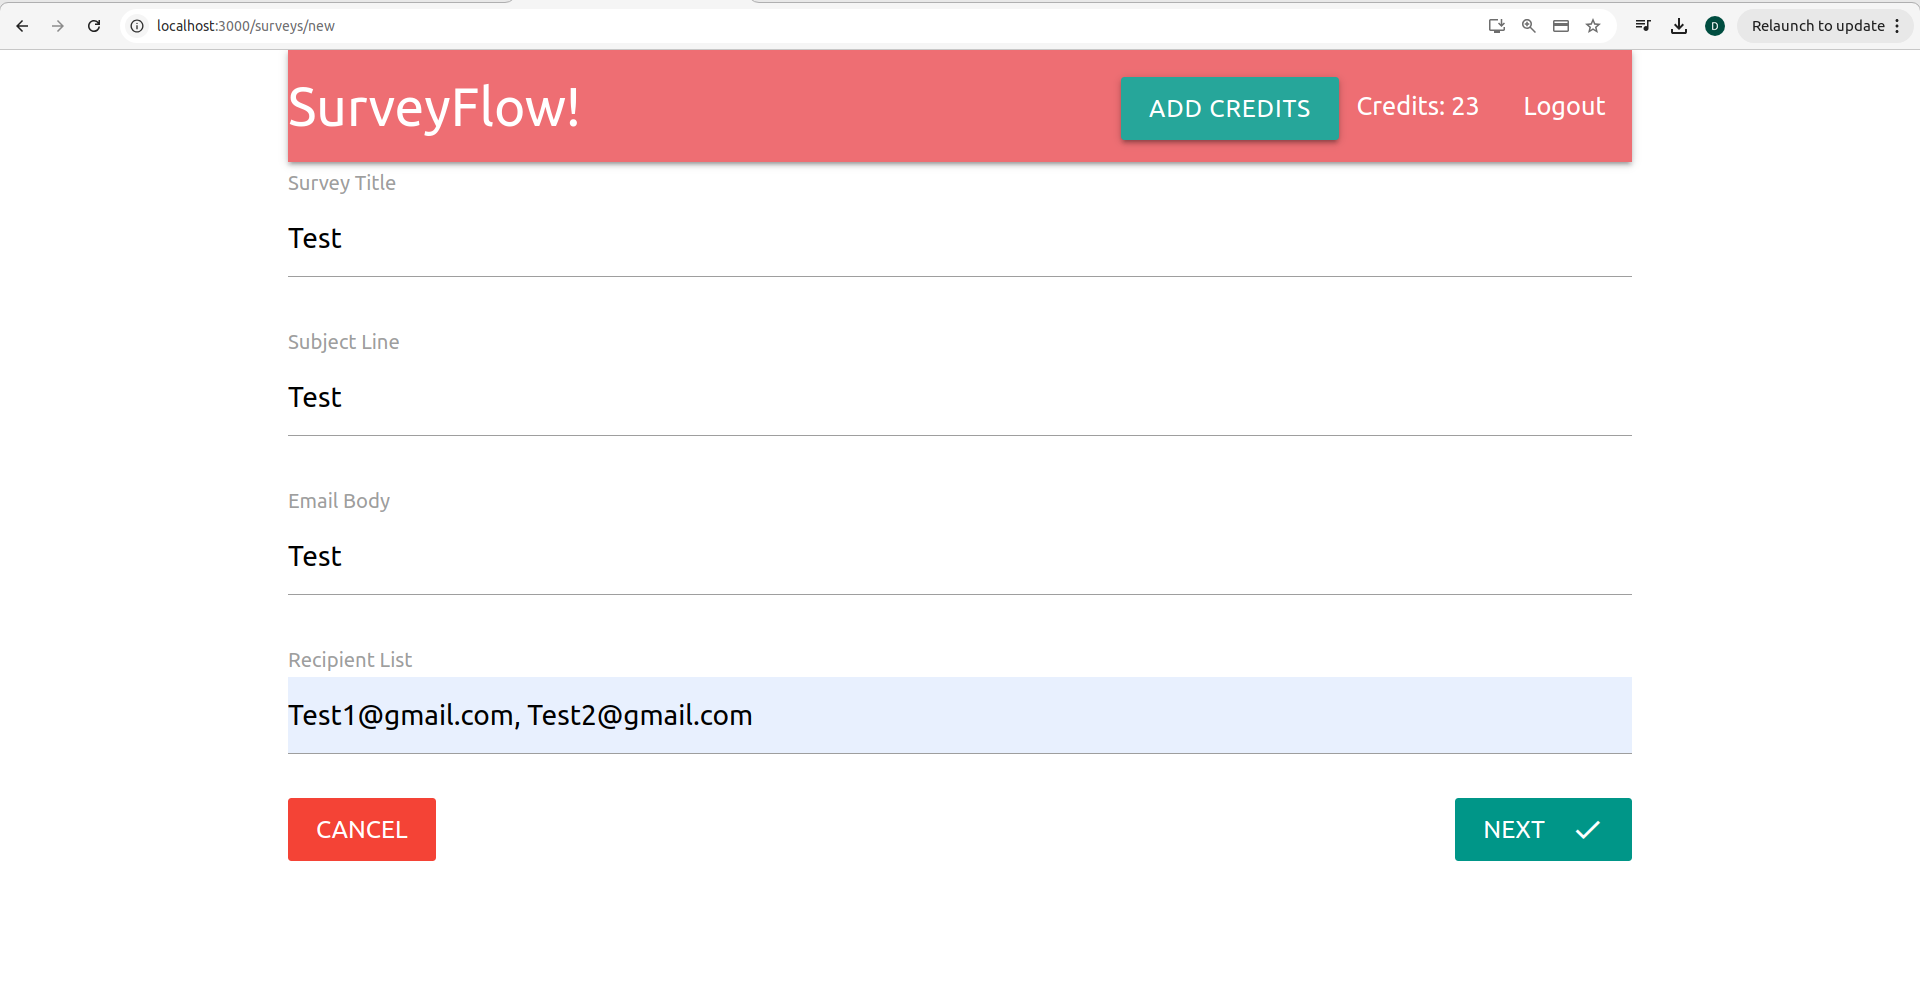 localhost:3000/surveys/new
D
Relaunch to update
SurveyFlow!
ADD CREDITS
Credits: 23
Logout
Survey Title
Test
Subject Line
Test
Email Body
Test
Recipient List
Test1@gmail.com, Test2@gmail.com
CANCEL
NEXT